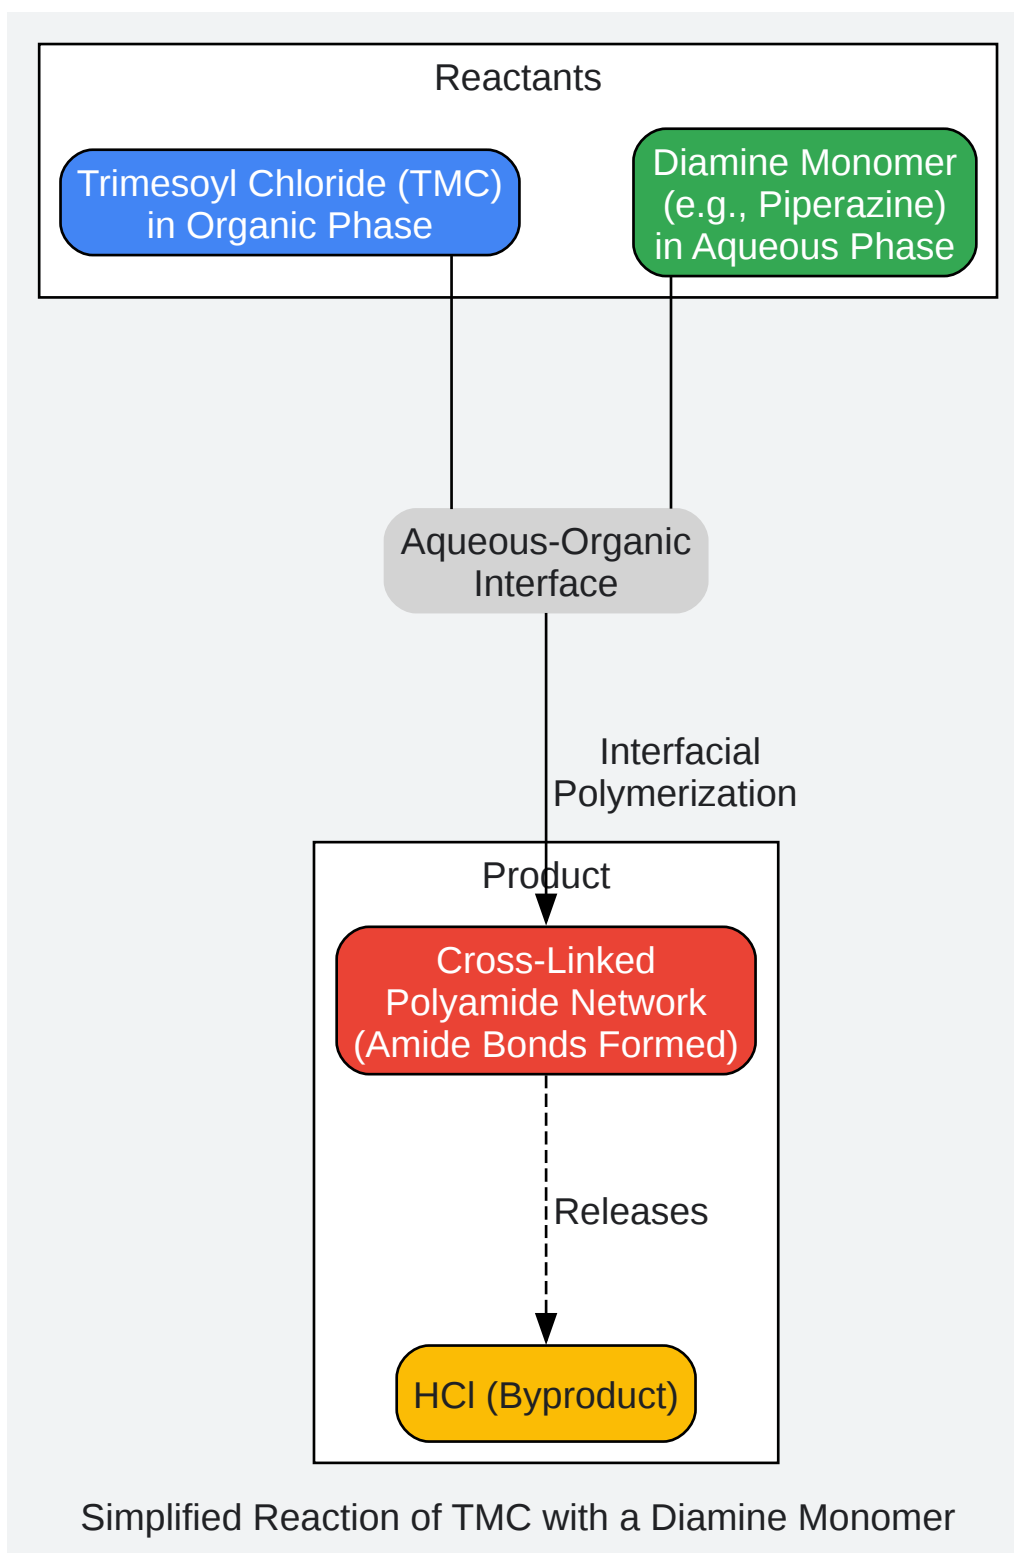 Reactants
Trimesoyl Chloride (TMC)
in Organic Phase
Diamine Monomer
(e.g., Piperazine)
in Aqueous Phase
Aqueous-Organic
Interface
Interfacial
Polymerization
Product
Cross-Linked
Polyamide Network
(Amide Bonds Formed)
Releases
HCl (Byproduct)
Simplified Reaction of TMC with a Diamine Monomer